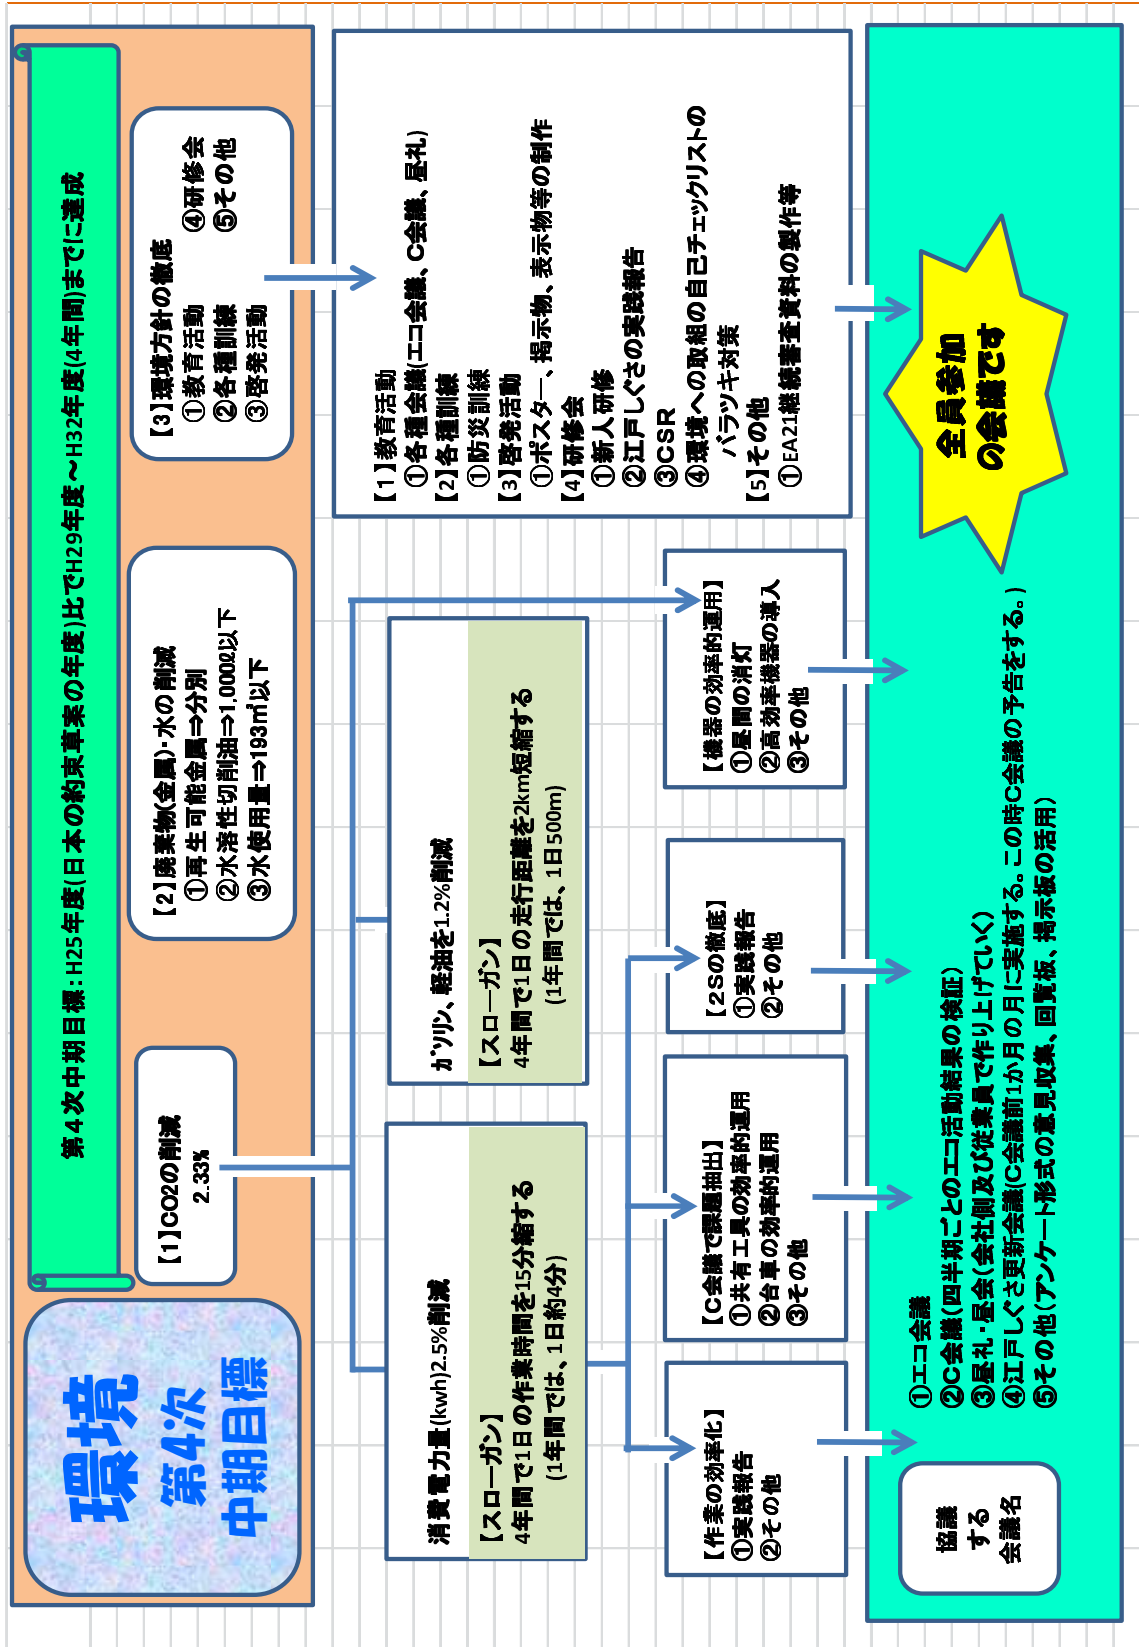 環境
第4次
中期目標
第4次中期目標：H25年度(日本の約束草案の年度)比でH29年度～H32年度(4年間)までに達成
【1】CO2の削減
2.33%
【2】廃棄物(金属)・水の削減
①再生可能金属⇒分別
②水溶性切削油⇒1,000ℓ以下
③水使用量⇒193㎥以下
【3】環境方針の徹底
①教育活動
②各種訓練
③啓発活動
④研修会
⑤その他
消費電力量(kwh)2.5%削減
【スローガン】
4年間で1日の作業時間を15分縮する
(1年間では、1日約4分)
ｶﾞｿﾘﾝ、軽油を1.2%削減
【スローガン】
4年間で1日の走行距離を2km短縮する
(1年間では、1日500m)
【1】教育活動
①各種会議(エコ会議、C会議、昼礼)
【2】各種訓練
①防災訓練
【3】啓発活動
①ポスター、掲示物、表示物等の制作
【4】研修会
①新人研修
②江戸しぐさの実践報告
③CSR
④環境への取組の自己チェックリストの
バラツキ対策
【5】その他
①EA21継続審査資料の製作等
【作業の効率化】
①実践報告
②その他
【C会議で課題抽出】
①共有工具の効率的運用
②台車の効率的運用
③その他
【2Sの徹底】
①実践報告
②その他
【機器の効率的運用】
①昼間の消灯
②高効率機器の導入
③その他
協議
する
会議名
①エコ会議
②C会議(四半期ごとのエコ活動結果の検証)
③昼礼・昼会(会社側及び従業員で作り上げていく)
④江戸しぐさ更新会議(C会議前1か月の月に実施する。この時C会議の予告をする。)
⑤その他(アンケート形式の意見収集、回覧板、掲示板の活用)
全員参加
の会議です